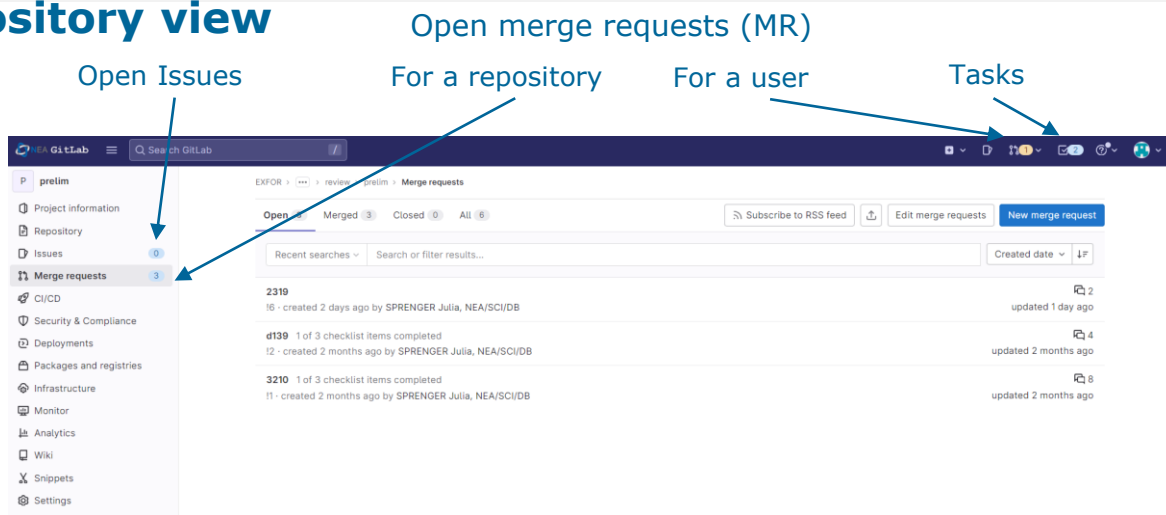 ository view
Open merge requests (MR)
Open Issues
For a repository
For a user
Tasks
NEA GitLab
Search GitLab
/
1
2
P prelim
Project information
Repository
Issues 0
Merge requests 3
CI/CD
Security & Compliance
Deployments
Packages and registries
Infrastructure
Monitor
Analytics
Wiki
Snippets
Settings
EXFOR › ... › review › prelim › Merge requests
Open 3 Merged 3 Closed 0 All 6
Subscribe to RSS feed
Edit merge requests
New merge request
Recent searches
Search or filter results...
Created date
2319
!6 · created 2 days ago by SPRENGER Julia, NEA/SCI/DB
2
updated 1 day ago
d139 1 of 3 checklist items completed
!2 · created 2 months ago by SPRENGER Julia, NEA/SCI/DB
4
updated 2 months ago
3210 1 of 3 checklist items completed
!1 · created 2 months ago by SPRENGER Julia, NEA/SCI/DB
8
updated 2 months ago